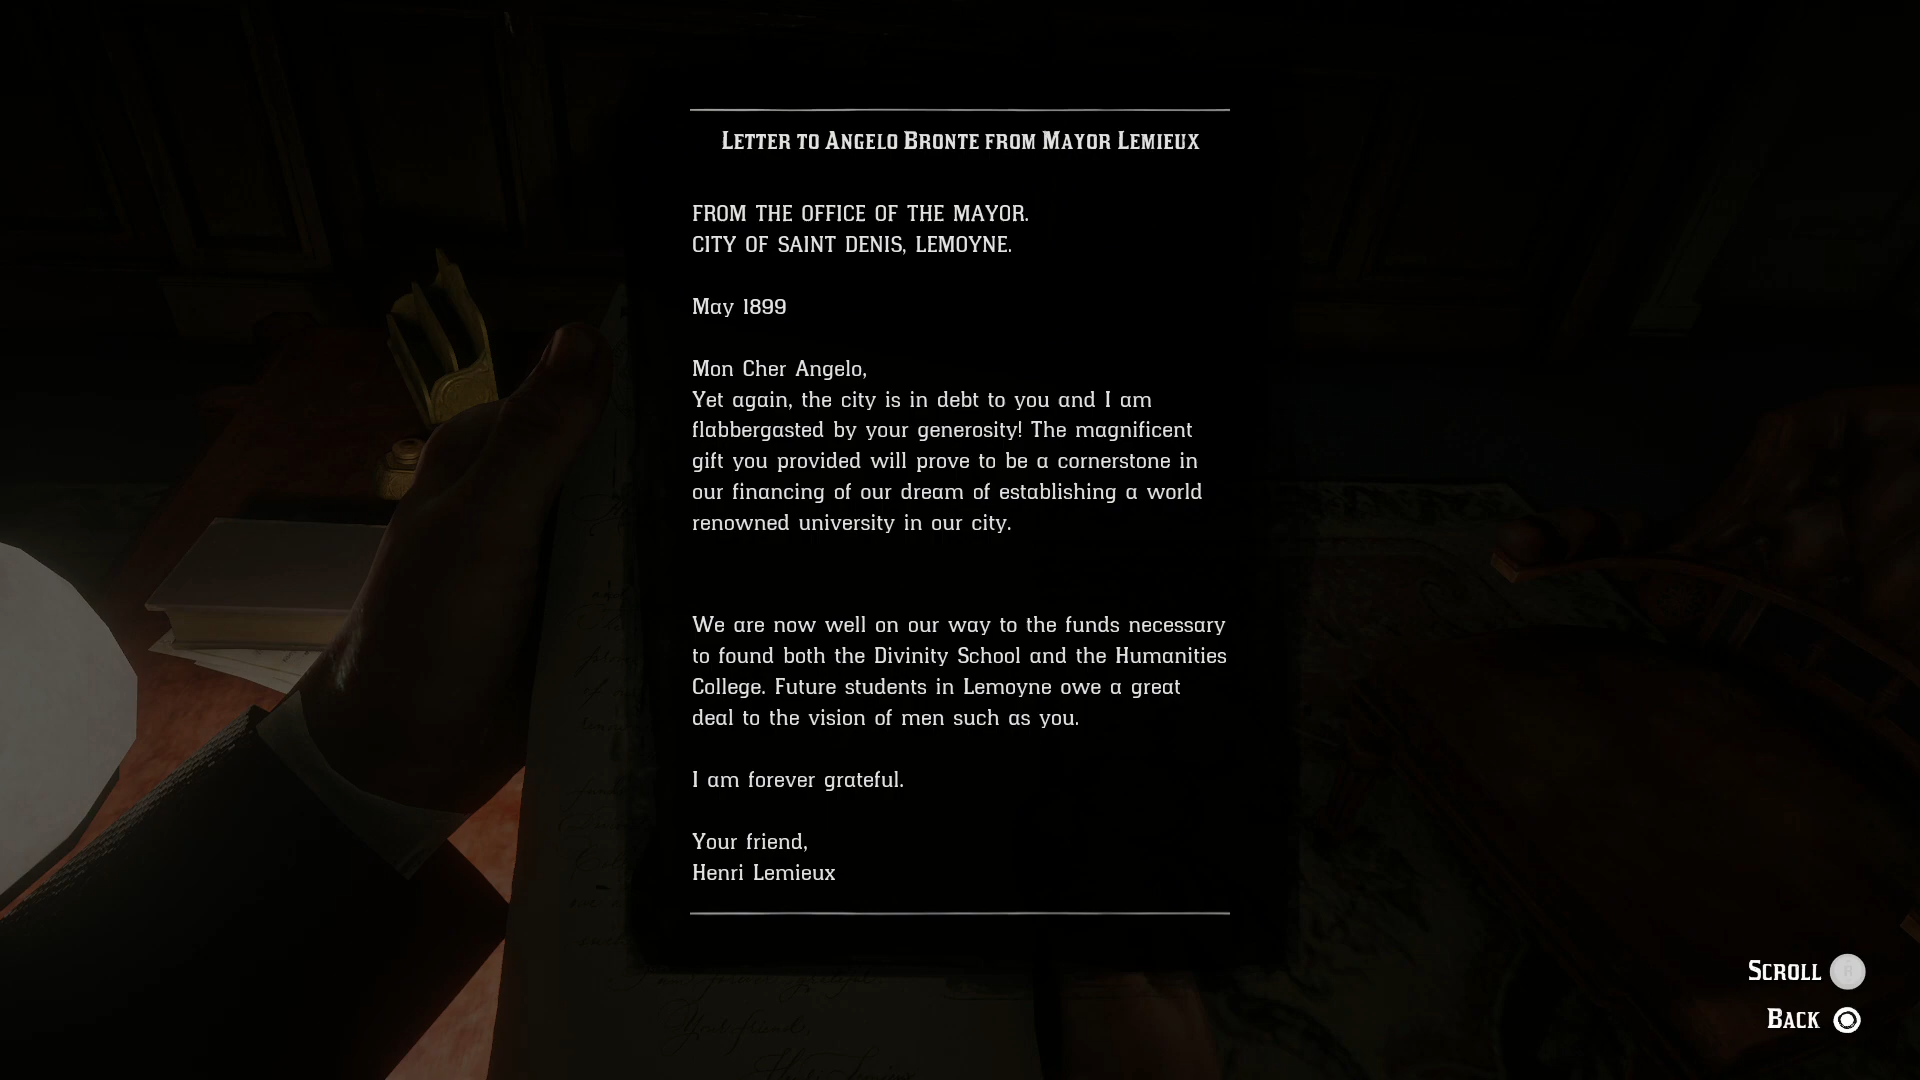 Letter to Angelo Bronte from Mayor Lemieux
FROM THE OFFICE OF THE MAYOR.
CITY OF SAINT DENIS, LEMOYNE.
May 1899
Mon Cher Angelo,
Yet again, the city is in debt to you and I am
flabbergasted by your generosity! The magnificent
gift you provided will prove to be a cornerstone in
our financing of our dream of establishing a world
renowned university in our city.
We are now well on our way to the funds necessary
to found both the Divinity School and the Humanities
College. Future students in Lemoyne owe a great
deal to the vision of men such as you.
I am forever grateful.
Your friend,
Henri Lemieux
Scroll R
Back
Your friend,